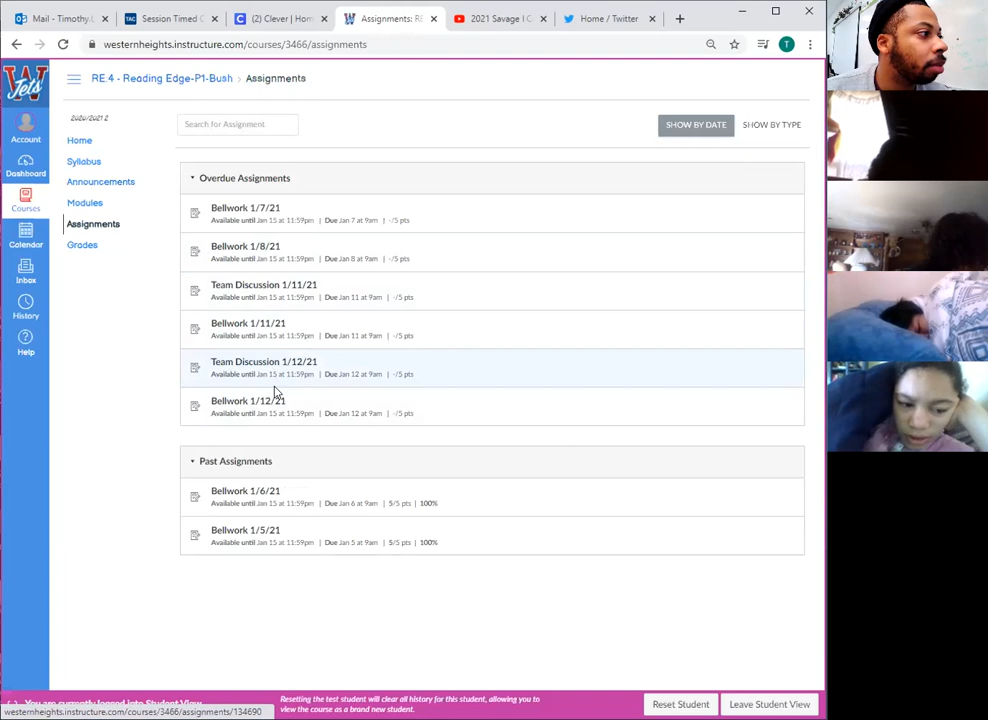 Mail - Timothy.
Session Timed
(2) Clever | Hom
Assignments: RE
2021 Savage I C
Home / Twitter
westernheights.instructure.com/courses/3466/assignments
T
W
Jets
RE.4 - Reading Edge-P1-Bush > Assignments
2020/2021 2
Account
Dashboard
Courses
Calendar
Inbox
History
Help
Home
Syllabus
Announcements
Modules
Assignments
Grades
Search for Assignment
SHOW BY DATE
SHOW BY TYPE
Overdue Assignments
Bellwork 1/7/21
Available until Jan 15 at 11:59pm | Due Jan 7 at 9am | -/5 pts
Bellwork 1/8/21
Available until Jan 15 at 11:59pm | Due Jan 8 at 9am | -/5 pts
Team Discussion 1/11/21
Available until Jan 15 at 11:59pm | Due Jan 11 at 9am | -/5 pts
Bellwork 1/11/21
Available until Jan 15 at 11:59pm | Due Jan 11 at 9am | -/5 pts
Team Discussion 1/12/21
Available until Jan 15 at 11:59pm | Due Jan 12 at 9am | -/5 pts
Bellwork 1/12/21
Available until Jan 15 at 11:59pm | Due Jan 12 at 9am | -/5 pts
Past Assignments
Bellwork 1/6/21
Available until Jan 15 at 11:59pm | Due Jan 6 at 9am | 5/5 pts | 100%
Bellwork 1/5/21
Available until Jan 15 at 11:59pm | Due Jan 5 at 9am | 5/5 pts | 100%
You are currently logged into Student View
Resetting the test student will clear all history for this student, allowing you to
view the course as a brand new student.
Reset Student
Leave Student View
westernheights.instructure.com/courses/3466/assignments/134690